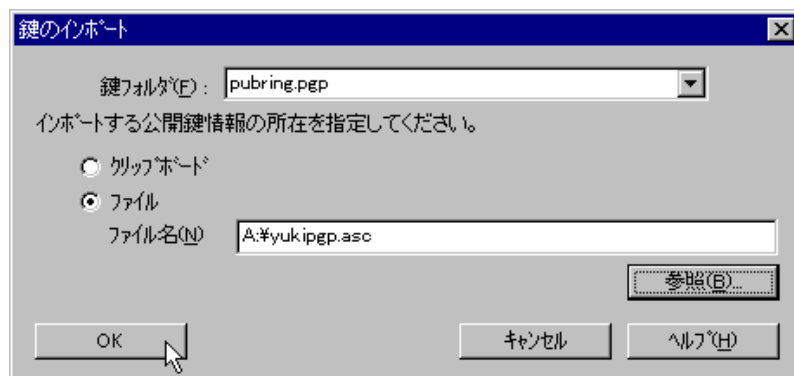 鍵のインポート
鍵フォルダ(F) : pubring.pgp
インポートする公開鍵情報の所在を指定してください。
クリップボード
ファイル
ファイル名(N) A:¥yukipgp.asc
参照(B)...
OK キャンセル ヘルプ(H)